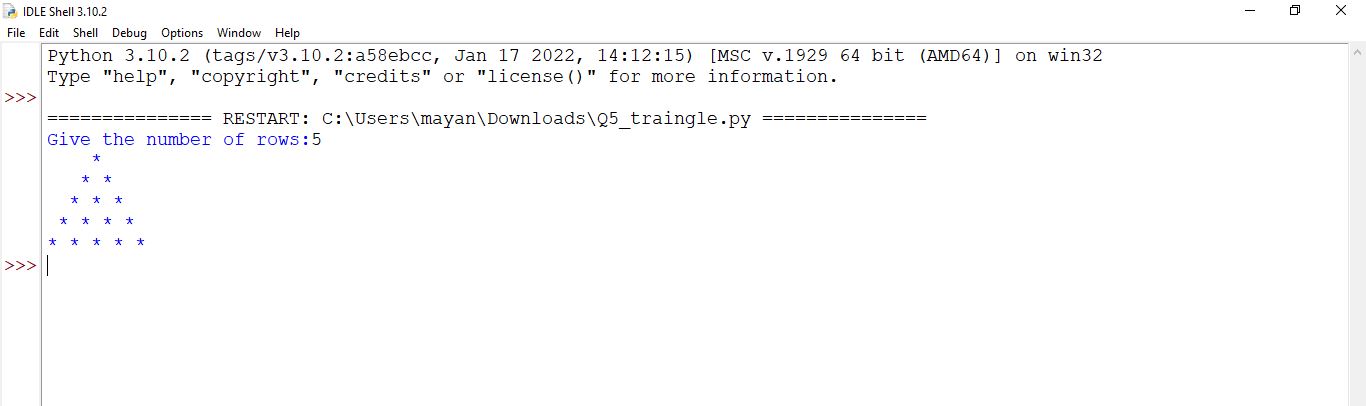 IDLE Shell 3.10.2
File Edit Shell Debug Options Window Help
Python 3.10.2 (tags/v3.10.2:a58ebcc, Jan 17 2022, 14:12:15) [MSC v.1929 64 bit (AMD64)] on win32
Type "help", "copyright", "credits" or "license()" for more information.
>>>
=============== RESTART: C:\Users\mayan\Downloads\Q5_traingle.py ===============
Give the number of rows:5
    *
   * *
  * * *
 * * * *
* * * * *
>>>